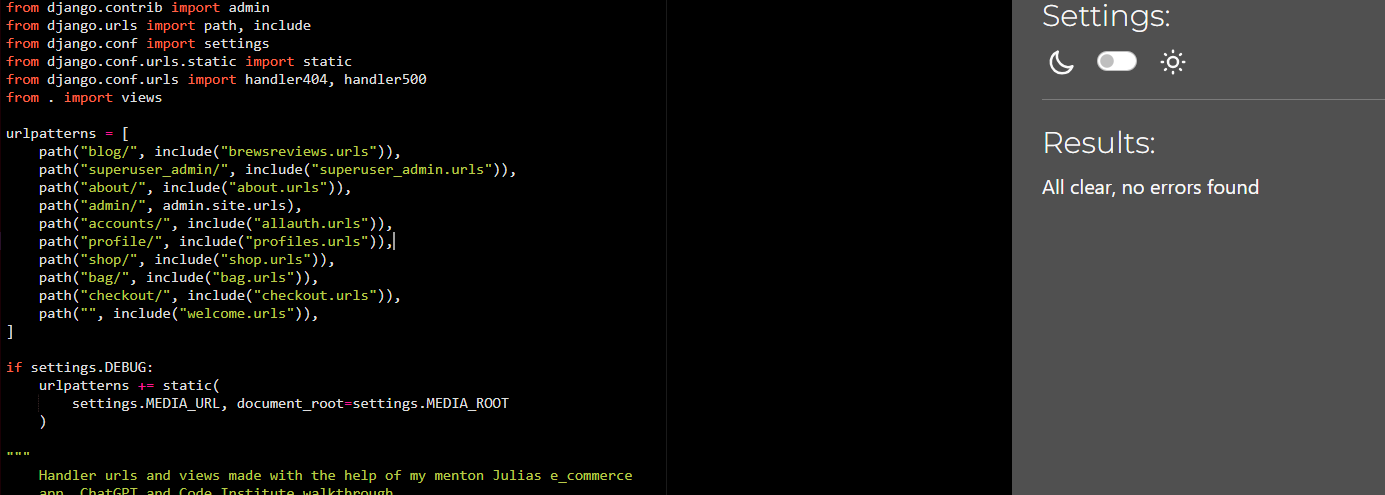 from django.contrib import admin
from django.urls import path, include
from django.conf import settings
from django.conf.urls.static import static
from django.conf.urls import handler404, handler500
from . import views
urlpatterns = [
    path("blog/", include("brewsreviews.urls")),
    path("superuser_admin/", include("superuser_admin.urls")),
    path("about/", include("about.urls")),
    path("admin/", admin.site.urls),
    path("accounts/", include("allauth.urls")),
    path("profile/", include("profiles.urls")),
    path("shop/", include("shop.urls")),
    path("bag/", include("bag.urls")),
    path("checkout/", include("checkout.urls")),
    path("", include("welcome.urls")),
]
if settings.DEBUG:
    urlpatterns += static(
        settings.MEDIA_URL, document_root=settings.MEDIA_ROOT
    )
"""
    Handler urls and views made with the help of my menton Julias e_commerce
    app, ChatGPT and Code Institute walkthrough
Settings:
Results:
All clear, no errors found